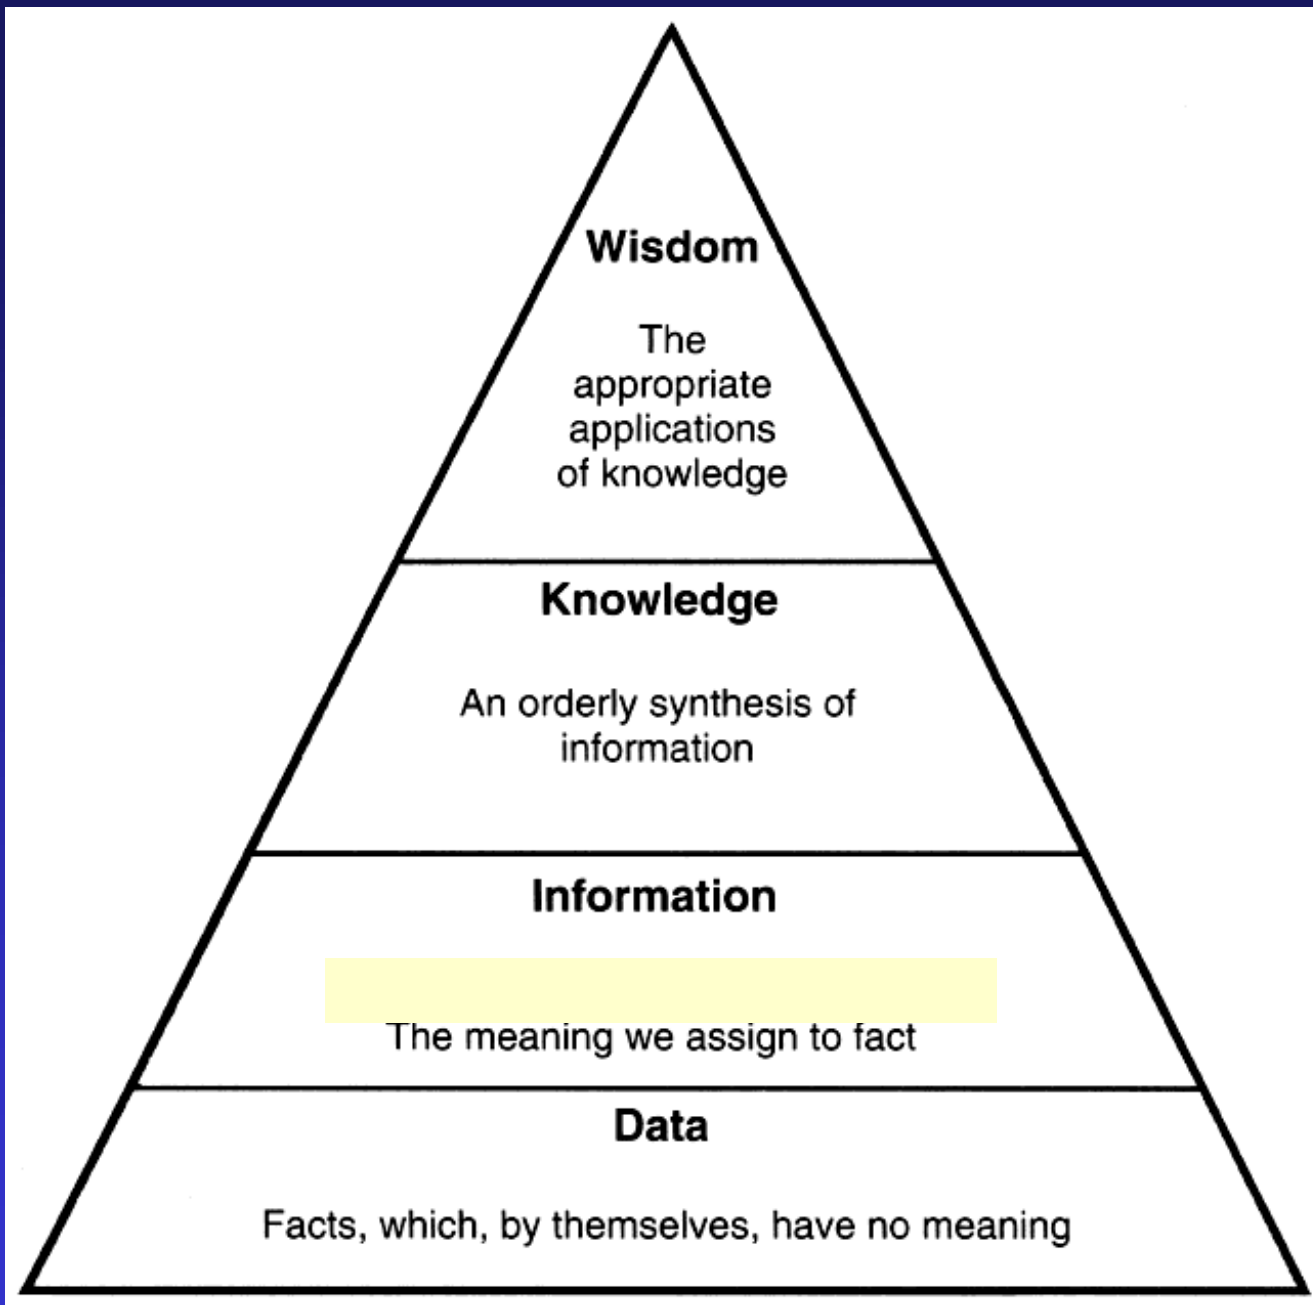 Wisdom
The
appropriate
applications
of knowledge
Knowledge
An orderly synthesis of
information
Information
The meaning we assign to fact
Data
Facts, which, by themselves, have no meaning